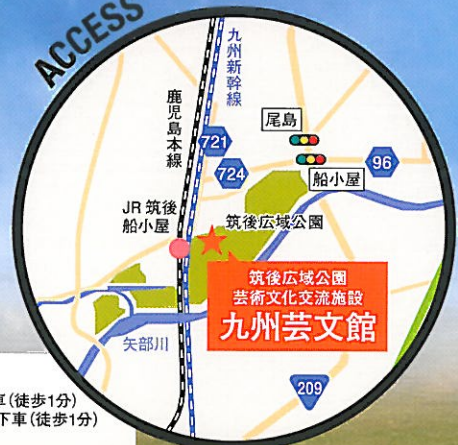 ACCESS
九州新幹線
鹿児島本線
721
724
尾島
96
船小屋
JR 筑後
船小屋
筑後広域公園
筑後広域公園
芸術文化交流施設
九州芸文館
矢部川
209
車(徒歩1分)
下車(徒歩1分)